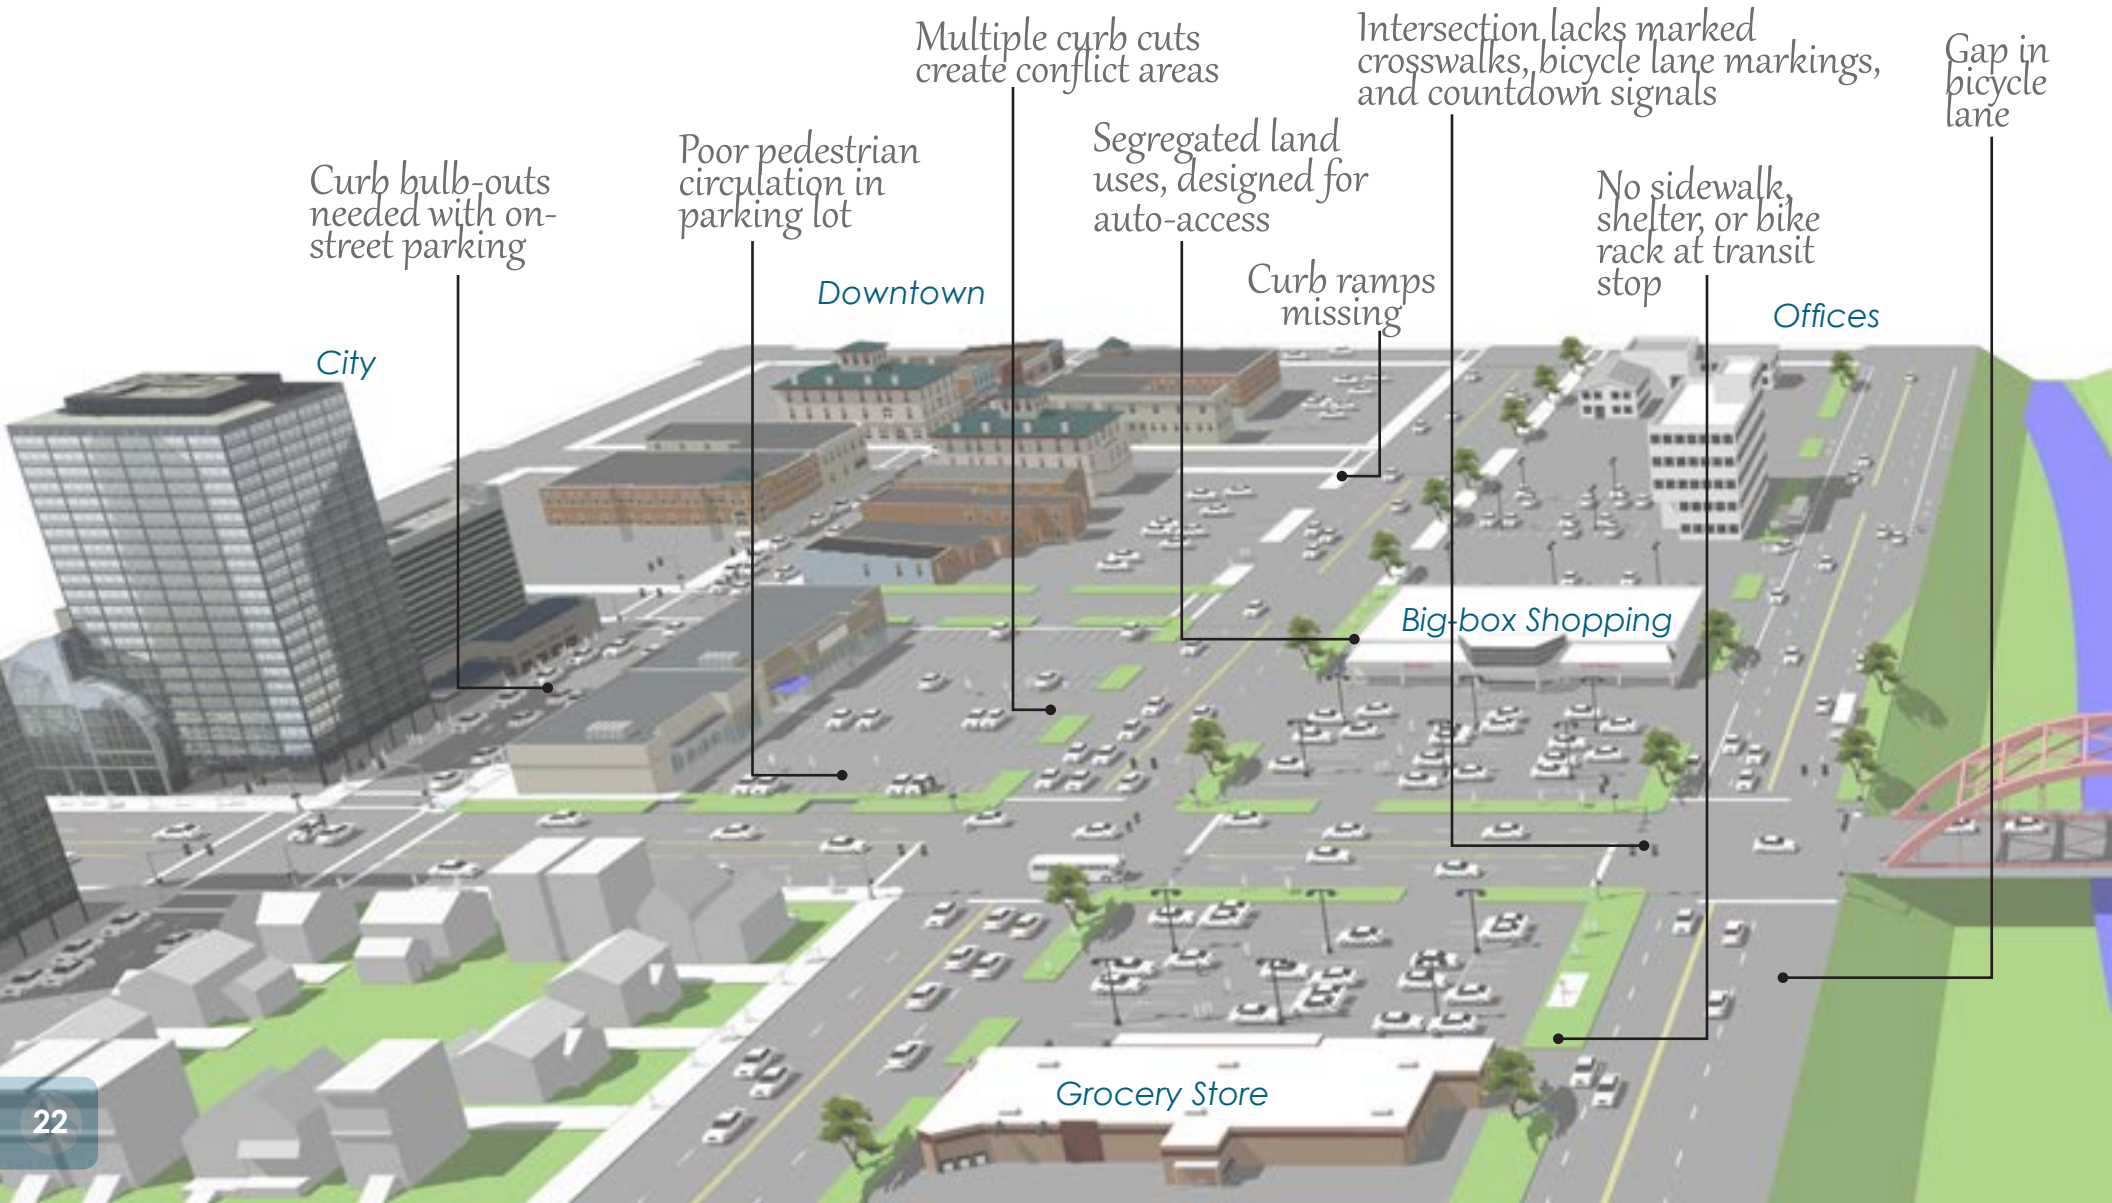 Multiple curb cuts
create conflict areas
Intersection lacks marked
crosswalks, bicycle lane markings,
and countdown signals
Gap in
bicycle
lane
Curb bulb-outs
needed with on-
street parking
Poor pedestrian
circulation in
parking lot
Segregated land
uses, designed for
auto-access
No sidewalk,
shelter, or bike
rack at transit
stop
Curb ramps
missing
Downtown
Offices
City
Big-box Shopping
Grocery Store
22